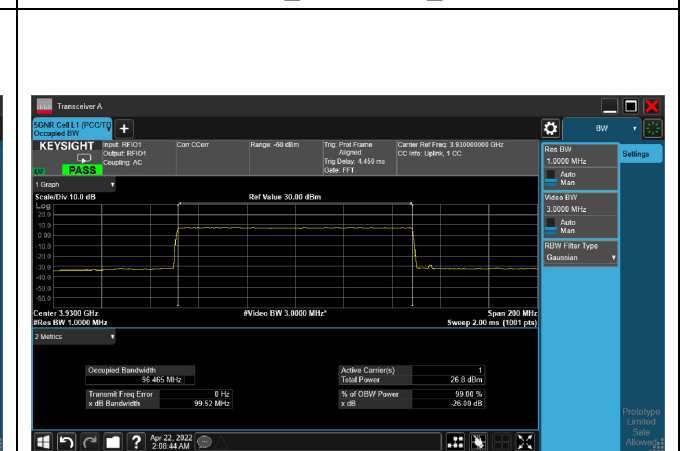 Transceiver A
5GNR Cell L1 (PCC/TD
Occupied BW
KEYSIGHT
Input: RFIO1
Output: RFIO1
Coupling: AC
PASS
Corr CCorr
Range: -60 dBm
Trig: Prot Frame
Aligned
Trig Delay: 4.450 ms
Gate: FFT
Carrier Ref Freq: 3.930000000 GHz
CC Info: Uplink, 1 CC
BW
Res BW
1.0000 MHz
Auto
Man
Settings
Video BW
3.0000 MHz
Auto
Man
RBW Filter Type
Gaussian
1 Graph
Scale/Div 10.0 dB
Ref Value 30.00 dBm
Log
20.0
10.0
0.00
-10.0
-20.0
-30.0
-40.0
-50.0
-60.0
Center 3.9300 GHz
#Video BW 3.0000 MHz*
Span 200 MHz
#Res BW 1.0000 MHz
Sweep 2.00 ms (1001 pts)
2 Metrics
Occupied Bandwidth
96.465 MHz
Active Carrier(s) 1
Total Power 26.8 dBm
Transmit Freq Error 0 Hz
x dB Bandwidth 99.52 MHz
% of OBW Power 99.00 %
x dB -26.00 dB
Prototype
Limited
Sale
Allowed
Apr 22, 2022
2:08:44 AM